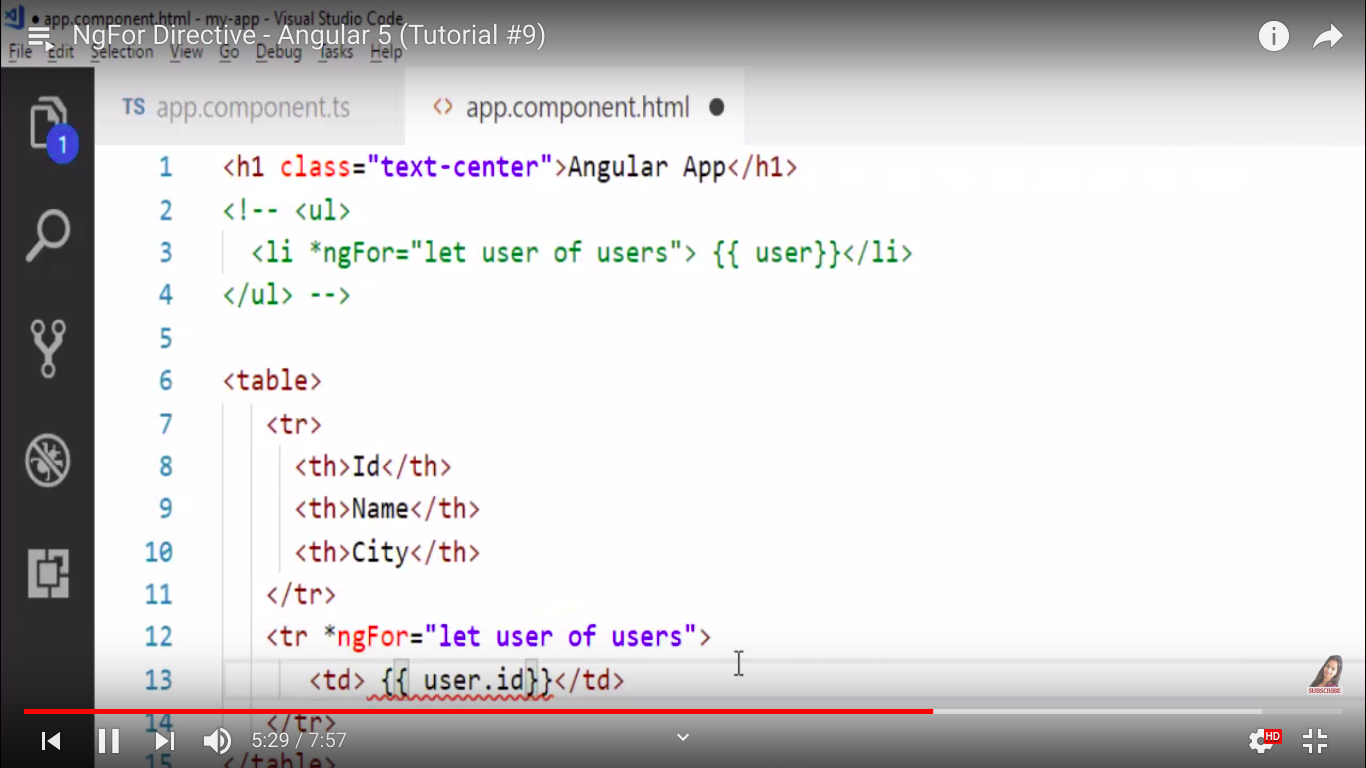 app.component.html - my-app - Visual Studio Code
NgFor Directive - Angular 5 (Tutorial #9)
File Edit Selection View Go Debug Tasks Help
TS app.component.ts
<> app.component.html ●
1
1 <h1 class="text-center">Angular App</h1>
2 <!-- <ul>
3 <li *ngFor="let user of users"> {{ user}}</li>
4 </ul> -->
5
6 <table>
7 <tr>
8 <th>Id</th>
9 <th>Name</th>
10 <th>City</th>
11 </tr>
12 <tr *ngFor="let user of users">
13 <td> {{ user.id}}</td>
14 </tr>
15 </table>
SUBSCRIBE
5:29 / 7:57
HD